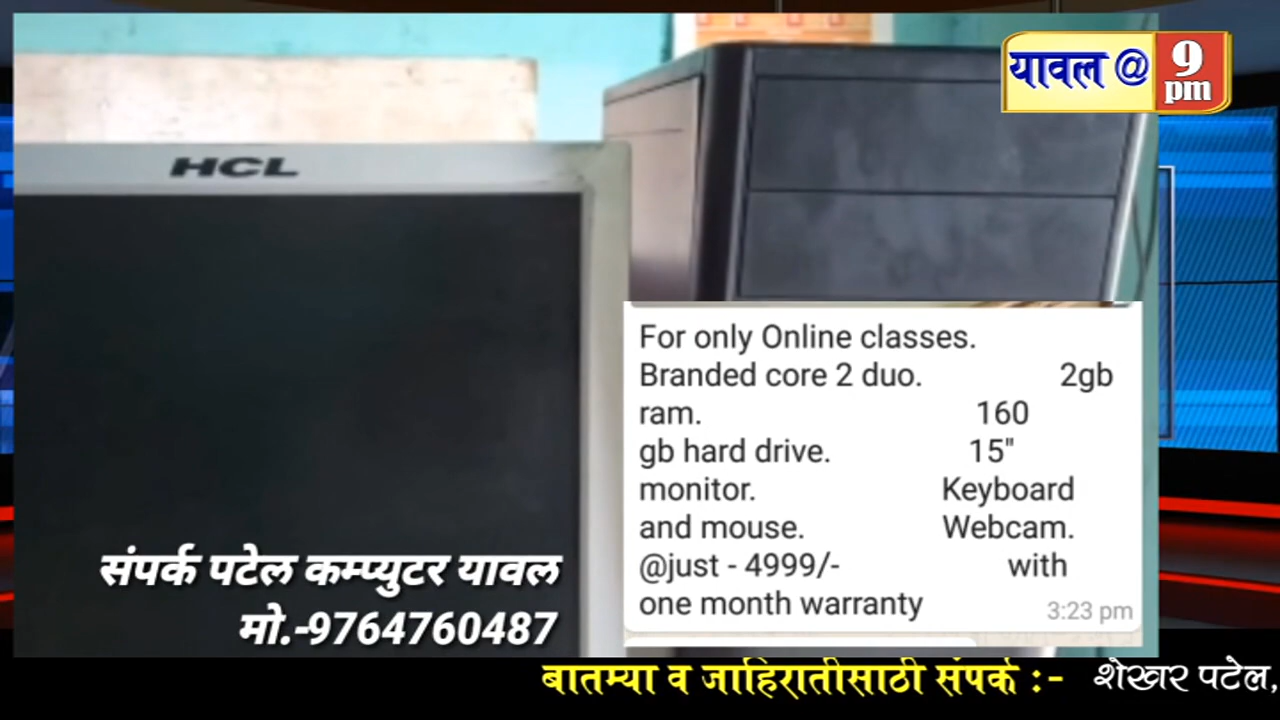 यावल @ 9 pm
HCL
For only Online classes.
Branded core 2 duo. 2gb
ram. 160
gb hard drive. 15"
monitor. Keyboard
and mouse. Webcam.
@just - 4999/- with
one month warranty 3:23 pm
संपर्क पटेल कम्प्युटर यावल
मो.-9764760487
बातम्या व जाहिरातीसाठी संपर्क :- शेखर पटेल,